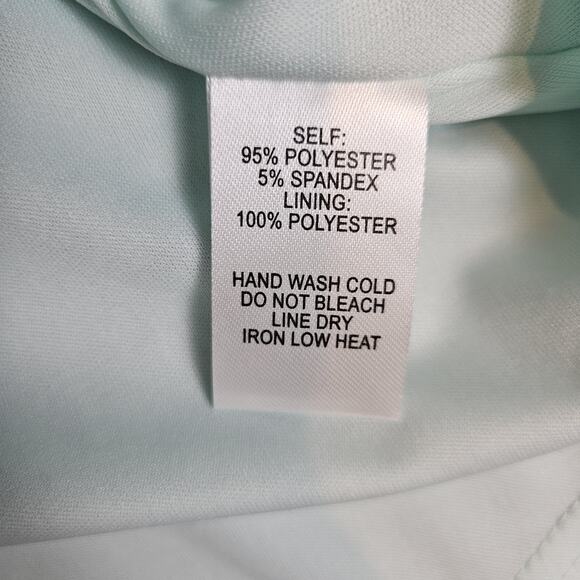 SELF:
95% POLYESTER
5% SPANDEX
LINING:
100% POLYESTER
HAND WASH COLD
DO NOT BLEACH
LINE DRY
IRON LOW HEAT